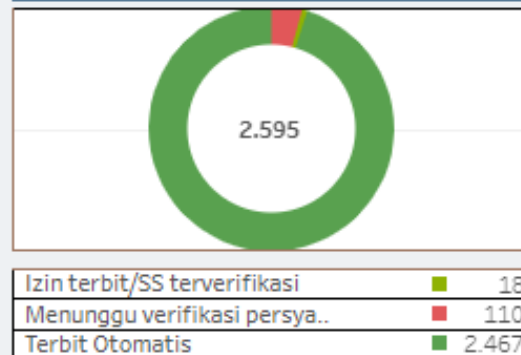 2.595
Izin terbit/SS terverifikasi 18
Menunggu verifikasi persya.. 110
Terbit Otomatis 2.467